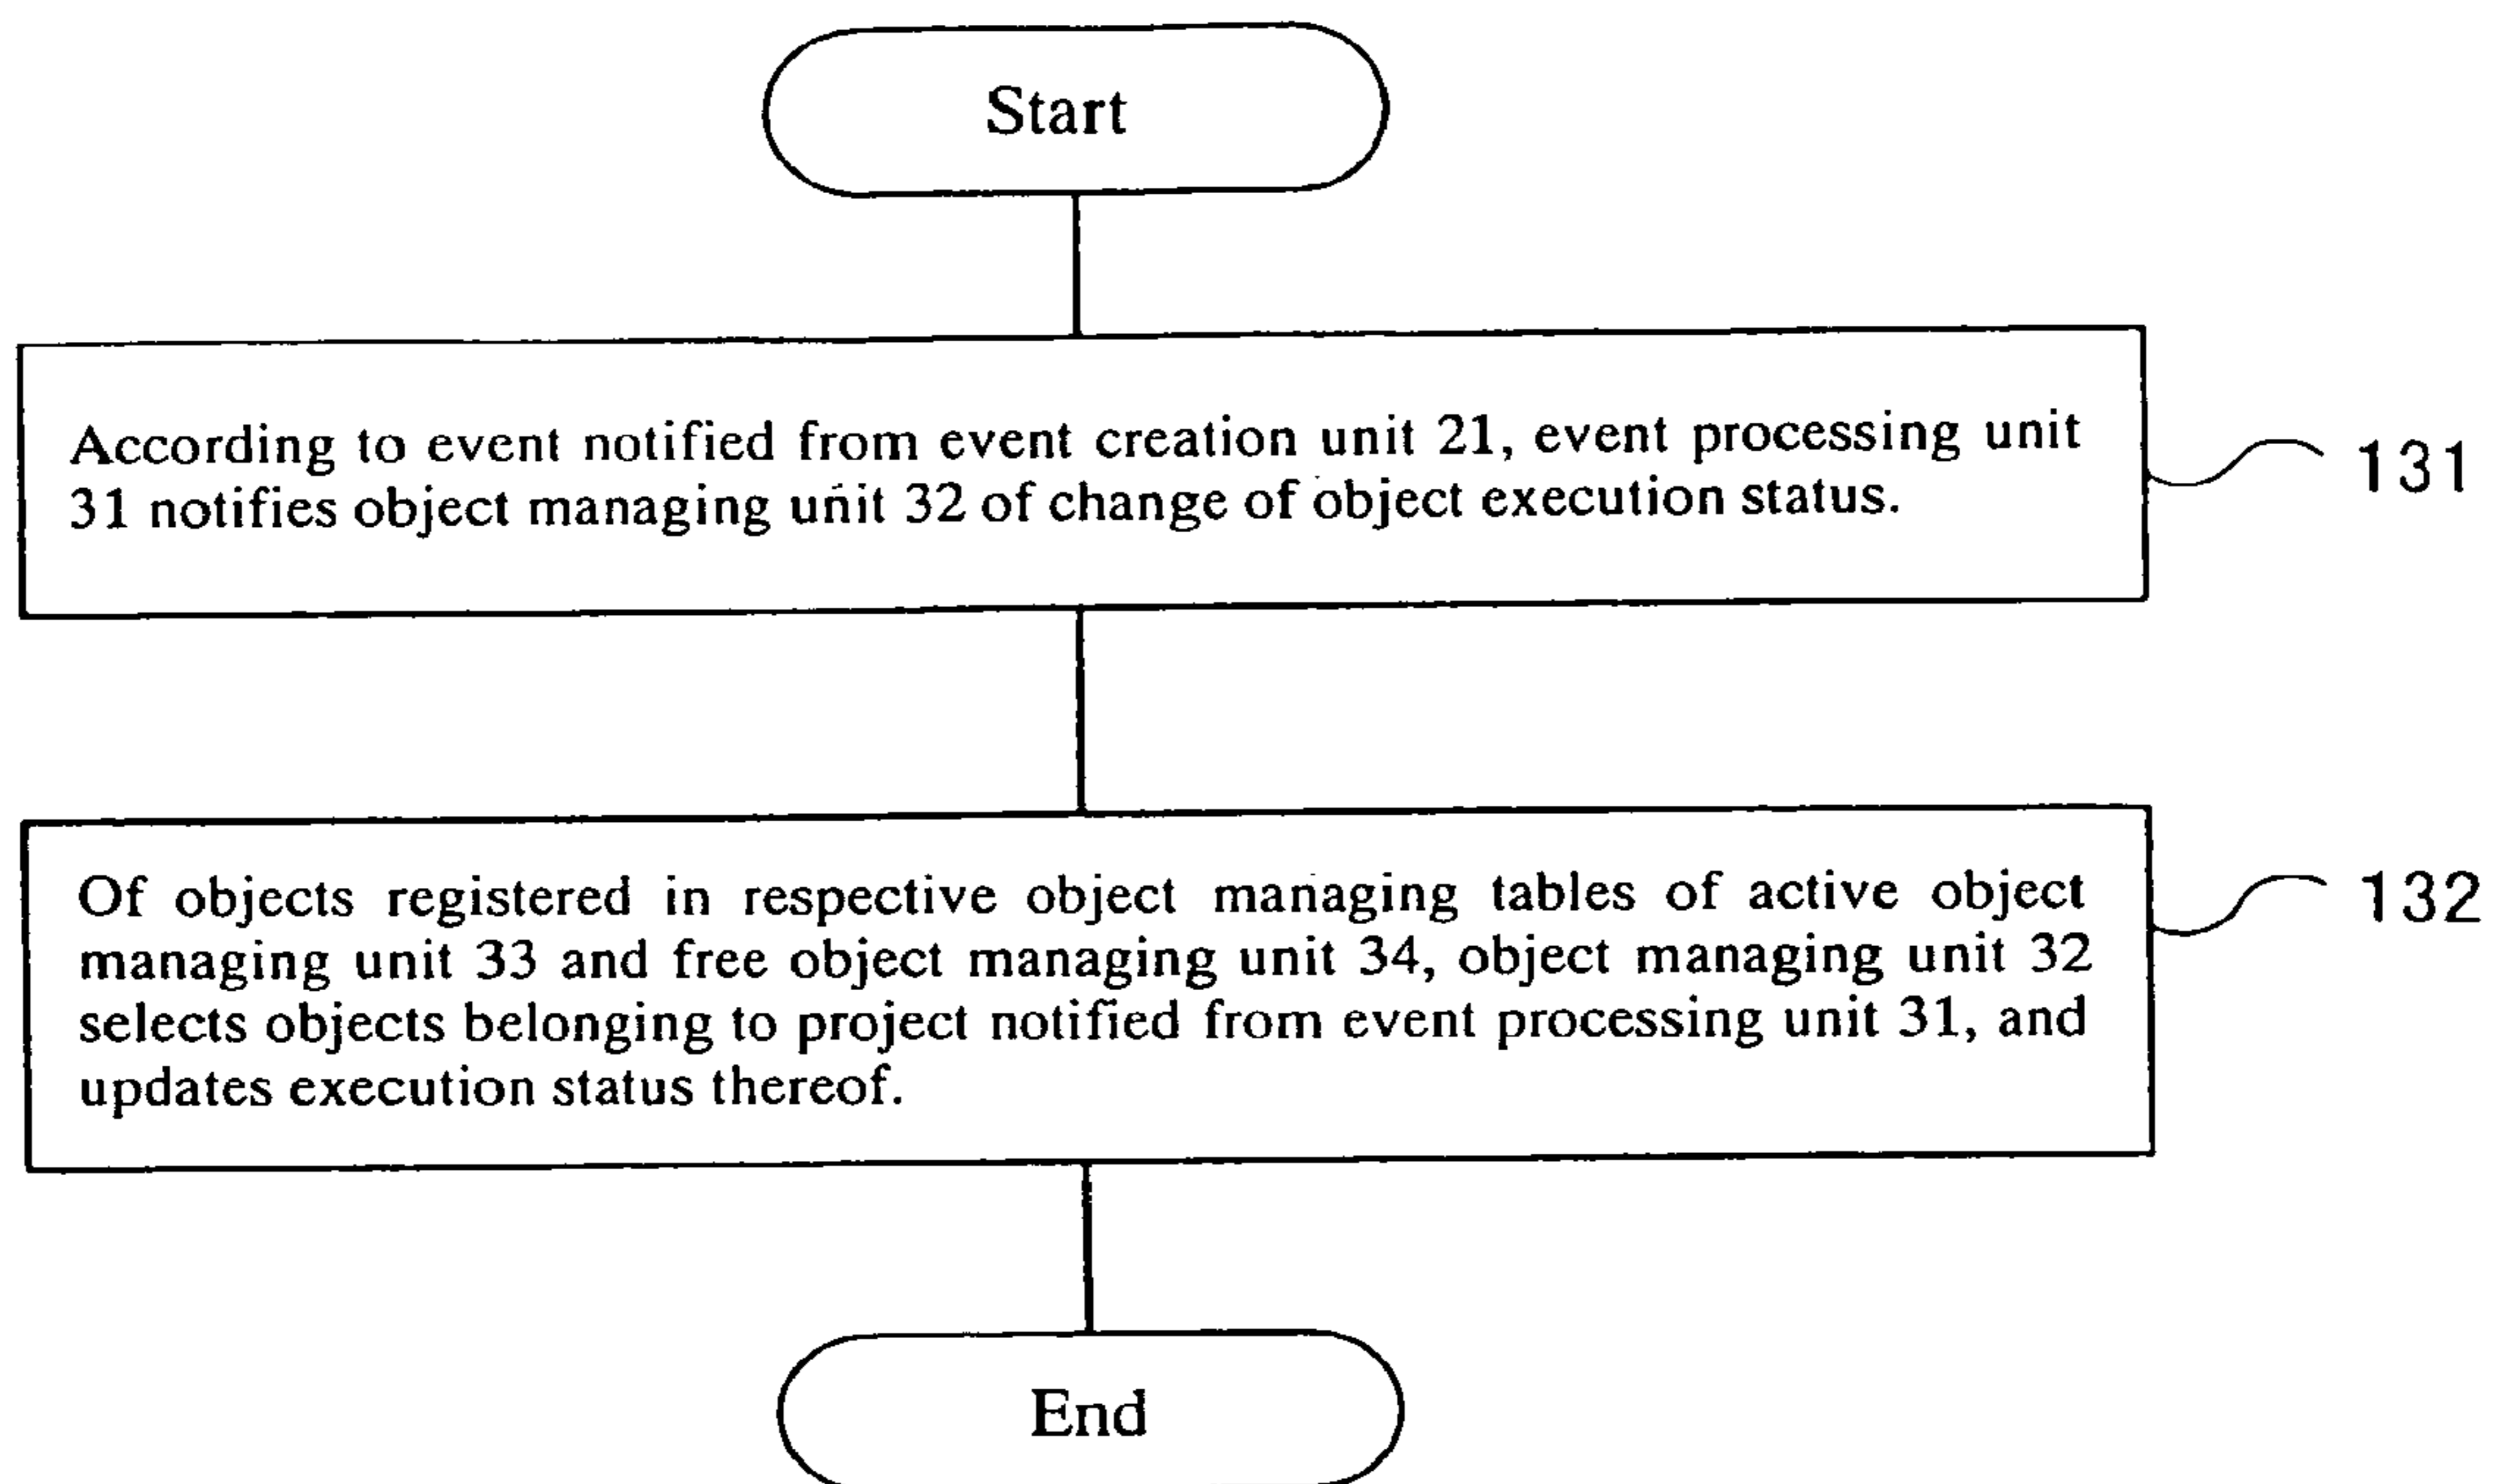 Start
According to event notified from event creation unit 21, event processing unit
31 notifies object managing unit 32 of change of object execution status.
131
Of objects registered in respective object managing tables of active object
managing unit 33 and free object managing unit 34, object managing unit 32
selects objects belonging to project notified from event processing unit 31, and
updates execution status thereof.
132
End